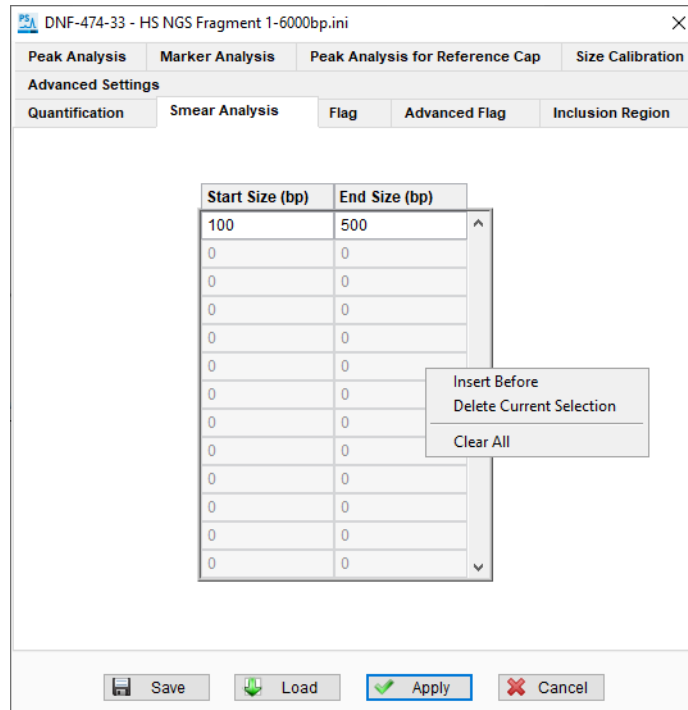 DNF-474-33 - HS NGS Fragment 1-6000bp.ini
Peak Analysis Marker Analysis Peak Analysis for Reference Cap Size Calibration
Advanced Settings
Quantification Smear Analysis Flag Advanced Flag Inclusion Region
Start Size (bp) End Size (bp)
100 500
0 0
0 0
0 0
0 0
0 0
Insert Before
0 0
Delete Current Selection
0 0
Clear All
0 0
0 0
0 0
0 0
0 0
Save Load Apply Cancel